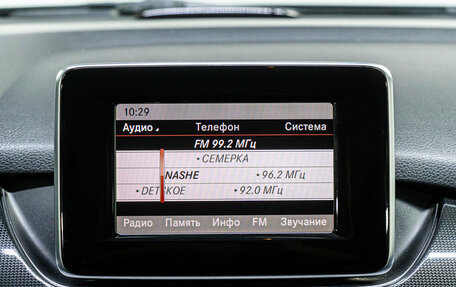 10:29
Аудио Телефон Система
FM 99.2 МГц
• СЕМЕРКА
NASHE • 96.2 МГц
• DETСКОЕ • 92.0 МГц
Радио Память Инфо FM Звучание